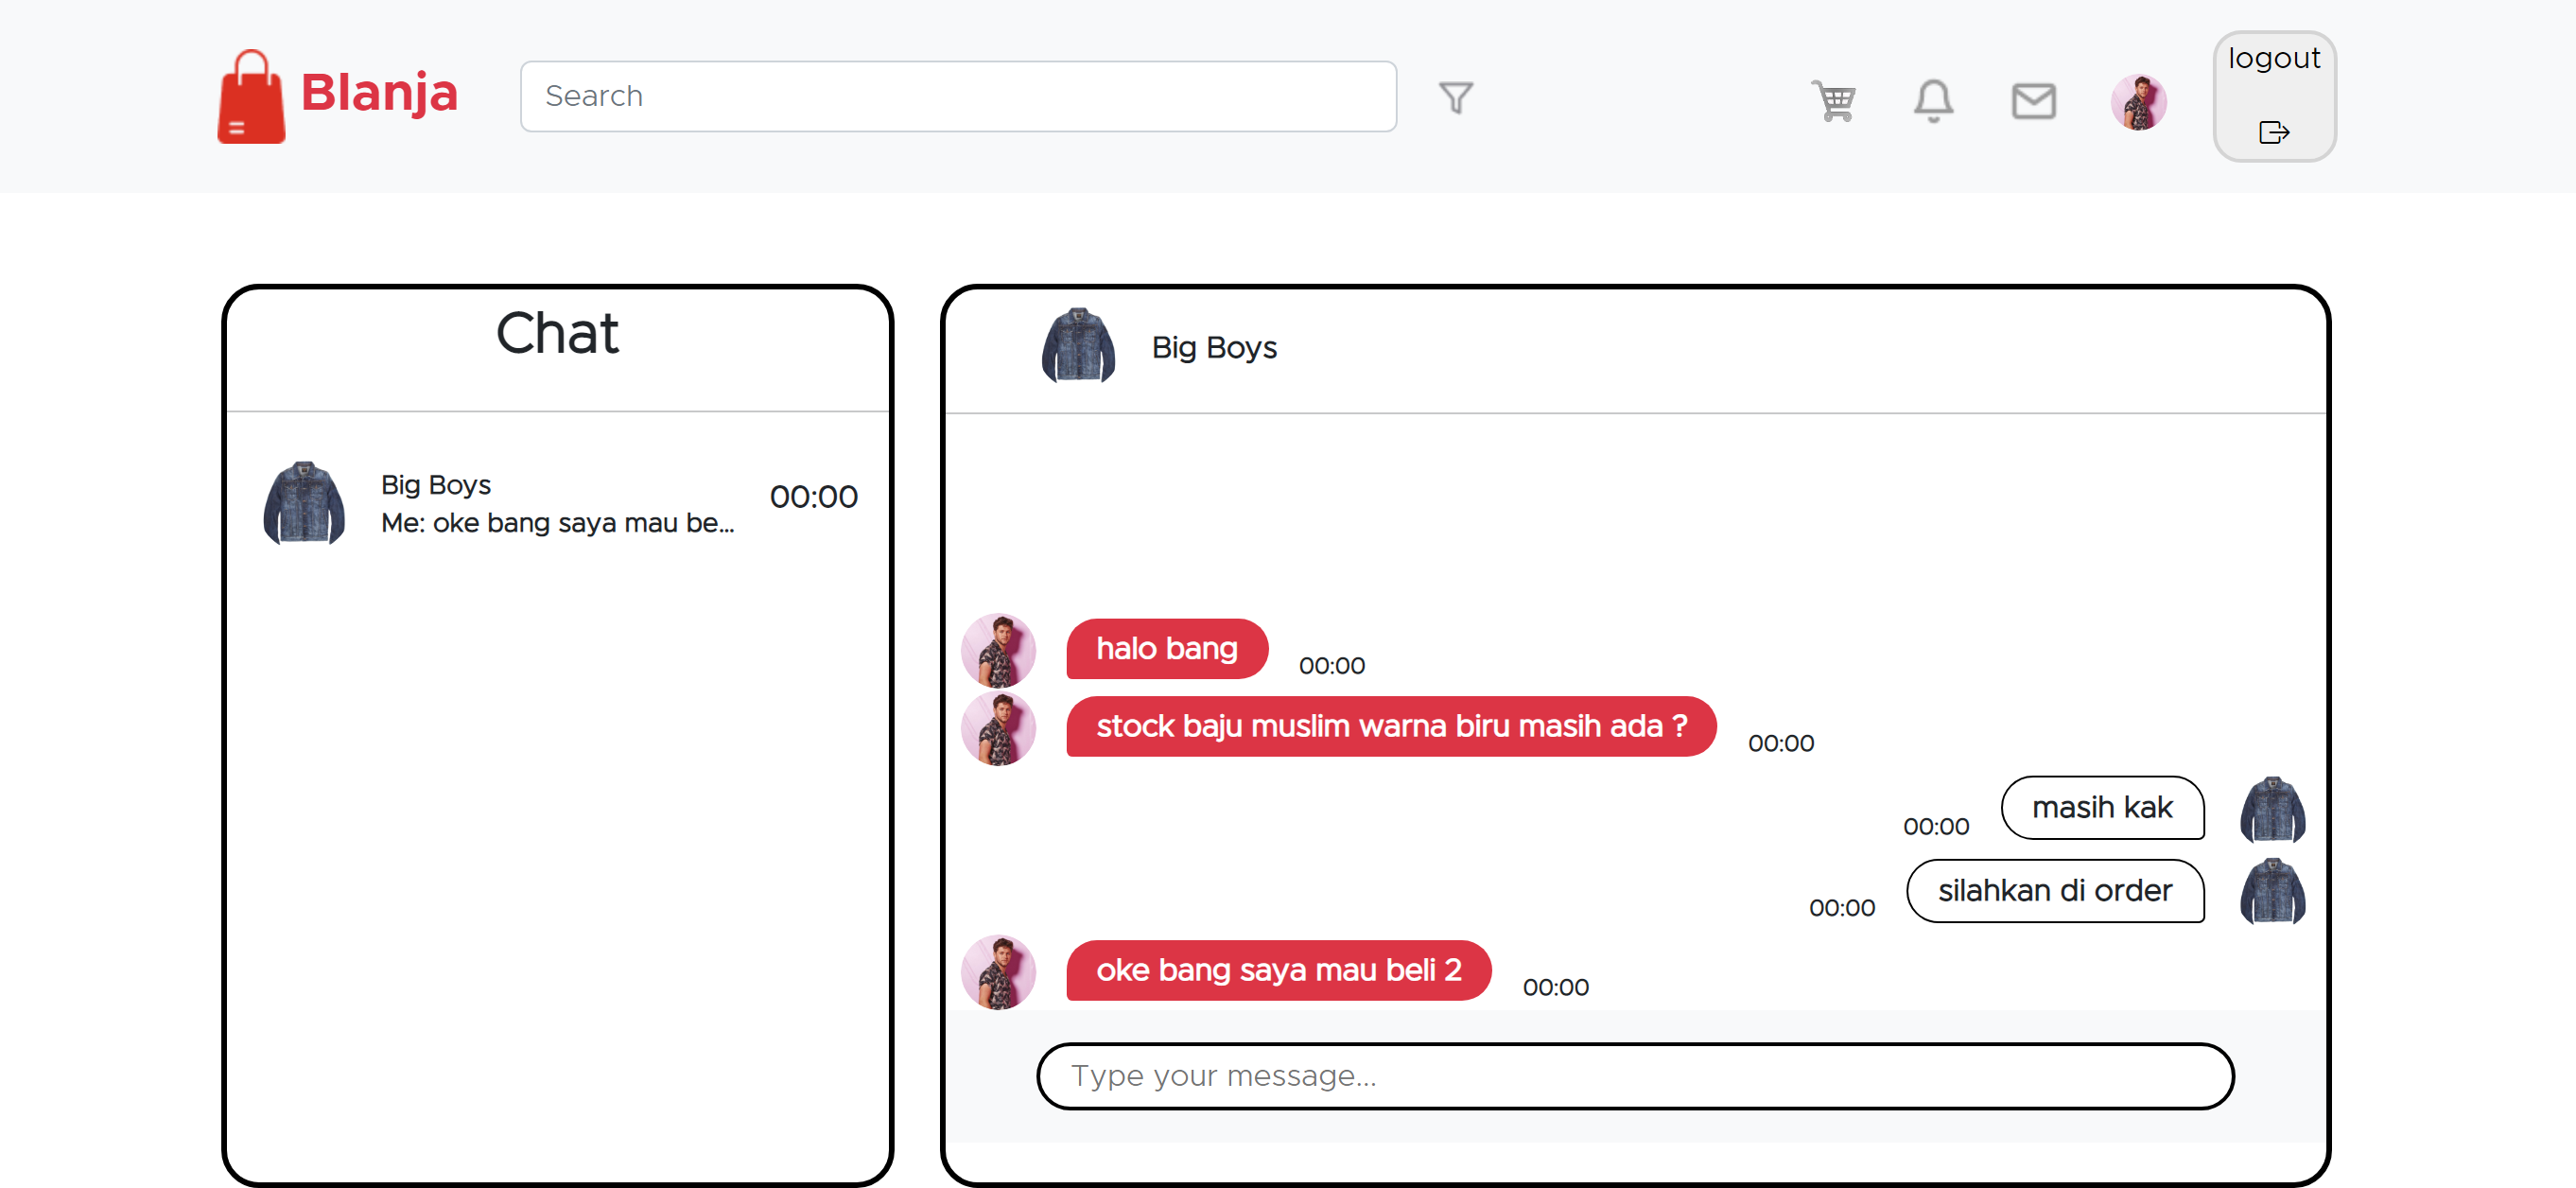 Blanja
Search
logout
Chat
Big Boys
Me: oke bang saya mau be...
00:00
Big Boys
halo bang
00:00
stock baju muslim warna biru masih ada ?
00:00
masih kak
00:00
silahkan di order
00:00
oke bang saya mau beli 2
00:00
Type your message...